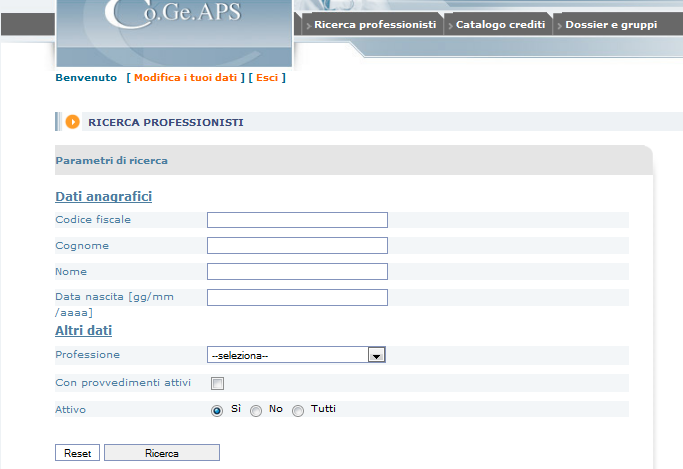 Co.Ge.APS
Ricerca professionisti Catalogo crediti Dossier e gruppi
Benvenuto [ Modifica i tuoi dati ] [ Esci ]
RICERCA PROFESSIONISTI
Parametri di ricerca
Dati anagrafici
Codice fiscale
Cognome
Nome
Data nascita [gg/mm
/aaaa]
Altri dati
Professione --seleziona--
Con provvedimenti attivi
Attivo Sì No Tutti
Reset Ricerca